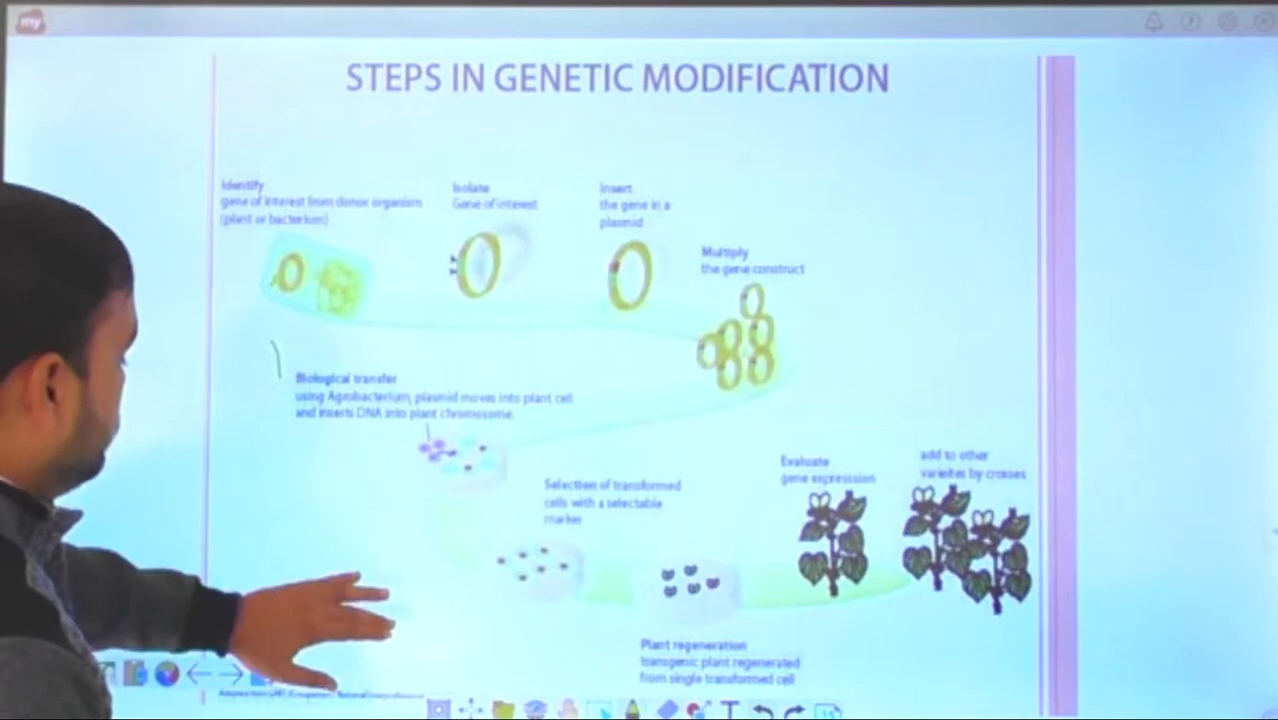 my
STEPS IN GENETIC MODIFICATION
Identify
gene of interest from donor organism
(plant or bacterium)
Isolate
Gene of interest
Insert
the gene in a
plasmid
Multiply
the gene construct
Biological transfer
using Agrobacterium, plasmid moves into plant cell
and inserts DNA into plant chromosome.
Selection of transformed
cells with a selectable
marker
Evaluate
gene expression
add to other
varieites by crosses
Plant regeneration
transgenic plant regenerated
from single transformed cell